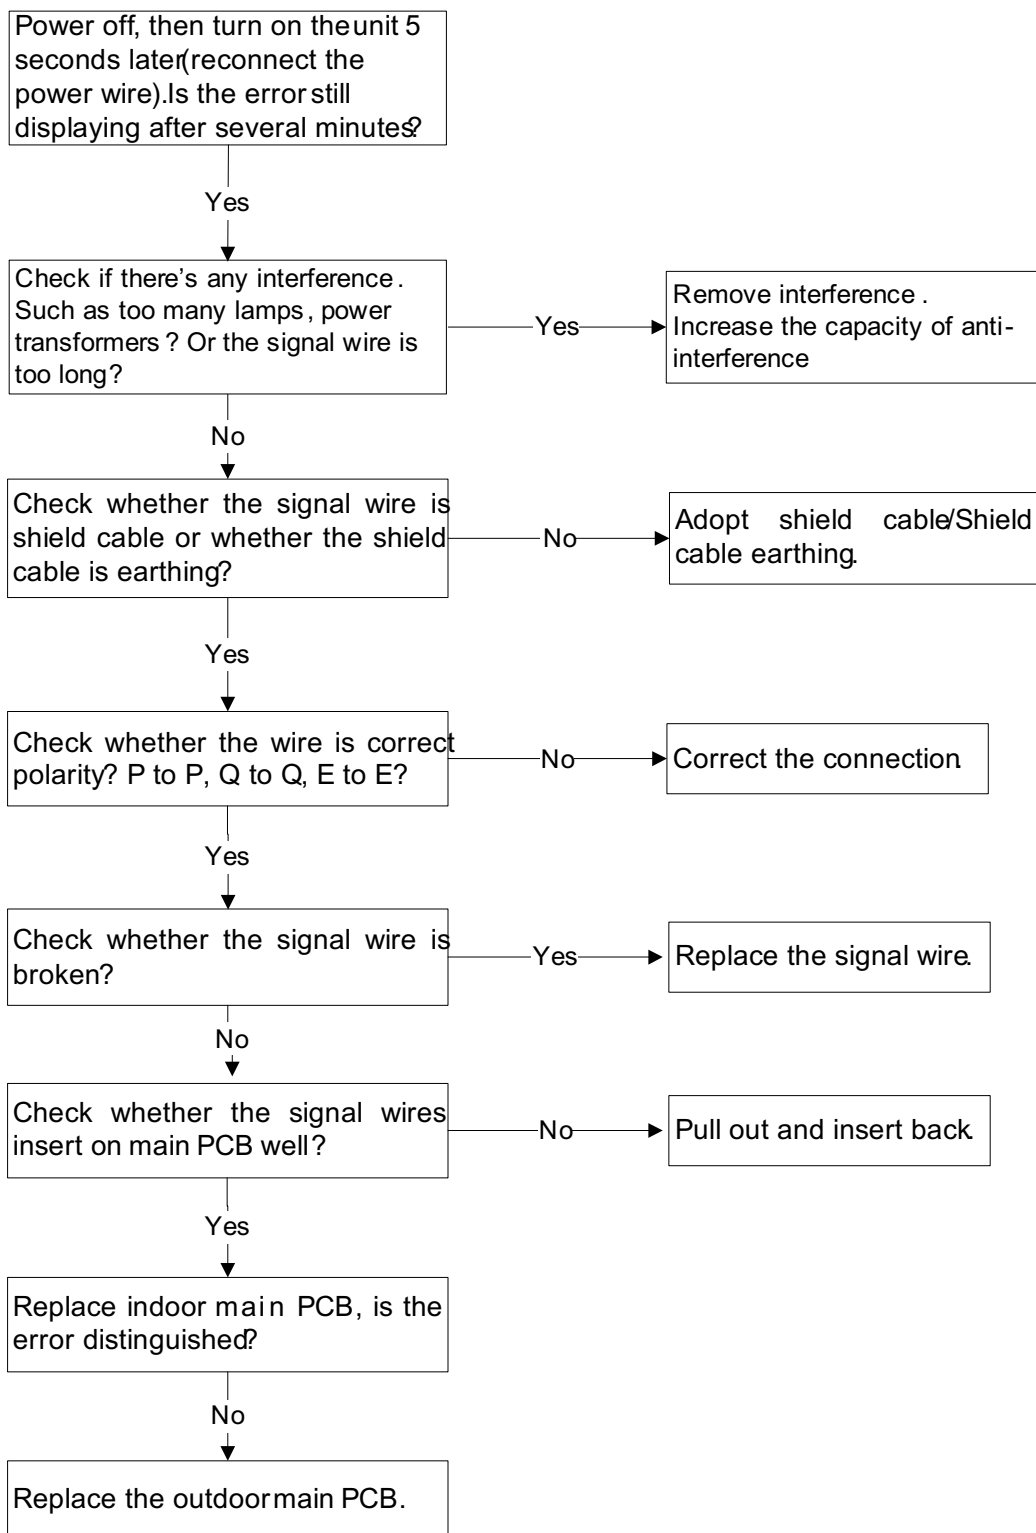 Power off, then turn on the unit 5
seconds later(reconnect the
power wire).Is the error still
displaying after several minutes?
Yes
Check if there's any interference.
Such as too many lamps, power
transformers? Or the signal wire is
too long?
Yes
Remove interference.
Increase the capacity of anti-
interference
No
Check whether the signal wire is
shield cable or whether the shield
cable is earthing?
No
Adopt shield cable/Shield
cable earthing.
Yes
Check whether the wire is correct
polarity? P to P, Q to Q, E to E?
No
Correct the connection.
Yes
Check whether the signal wire is
broken?
Yes
Replace the signal wire.
No
Check whether the signal wires
insert on main PCB well?
No
Pull out and insert back.
Yes
Replace indoor main PCB, is the
error distinguished?
No
Replace the outdoor main PCB.